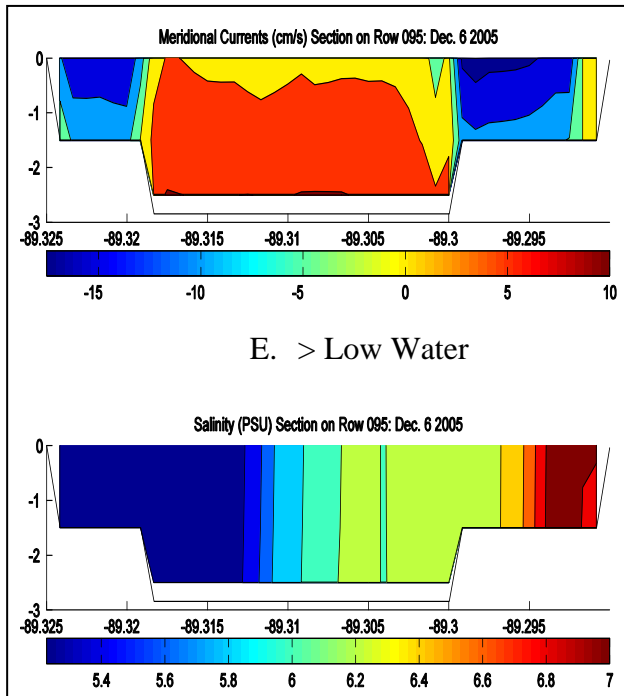 Meridional Currents (cm/s) Section on Row 095: Dec. 6 2005
0
-1
-2
-3
-89.325 -89.32 -89.315 -89.31 -89.305 -89.3 -89.295
-15 -10 -5 0 5 10
E. > Low Water
Salinity (PSU) Section on Row 095: Dec. 6 2005
0
-1
-2
-3
-89.325 -89.32 -89.315 -89.31 -89.305 -89.3 -89.295
5.4 5.6 5.8 6 6.2 6.4 6.6 6.8 7